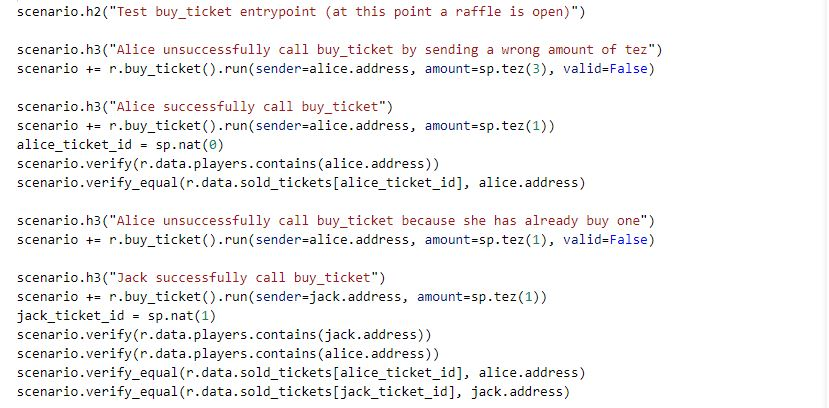 scenario.h2("Test buy_ticket entrypoint (at this point a raffle is open)")
scenario.h3("Alice unsuccessfully call buy_ticket by sending a wrong amount of tez")
scenario += r.buy_ticket().run(sender=alice.address, amount=sp.tez(3), valid=False)
scenario.h3("Alice successfully call buy_ticket")
scenario += r.buy_ticket().run(sender=alice.address, amount=sp.tez(1))
alice_ticket_id = sp.nat(0)
scenario.verify(r.data.players.contains(alice.address))
scenario.verify_equal(r.data.sold_tickets[alice_ticket_id], alice.address)
scenario.h3("Alice unsuccessfully call buy_ticket because she has already buy one")
scenario += r.buy_ticket().run(sender=alice.address, amount=sp.tez(1), valid=False)
scenario.h3("Jack successfully call buy_ticket")
scenario += r.buy_ticket().run(sender=jack.address, amount=sp.tez(1))
jack_ticket_id = sp.nat(1)
scenario.verify(r.data.players.contains(jack.address))
scenario.verify(r.data.players.contains(alice.address))
scenario.verify_equal(r.data.sold_tickets[alice_ticket_id], alice.address)
scenario.verify_equal(r.data.sold_tickets[jack_ticket_id], jack.address)